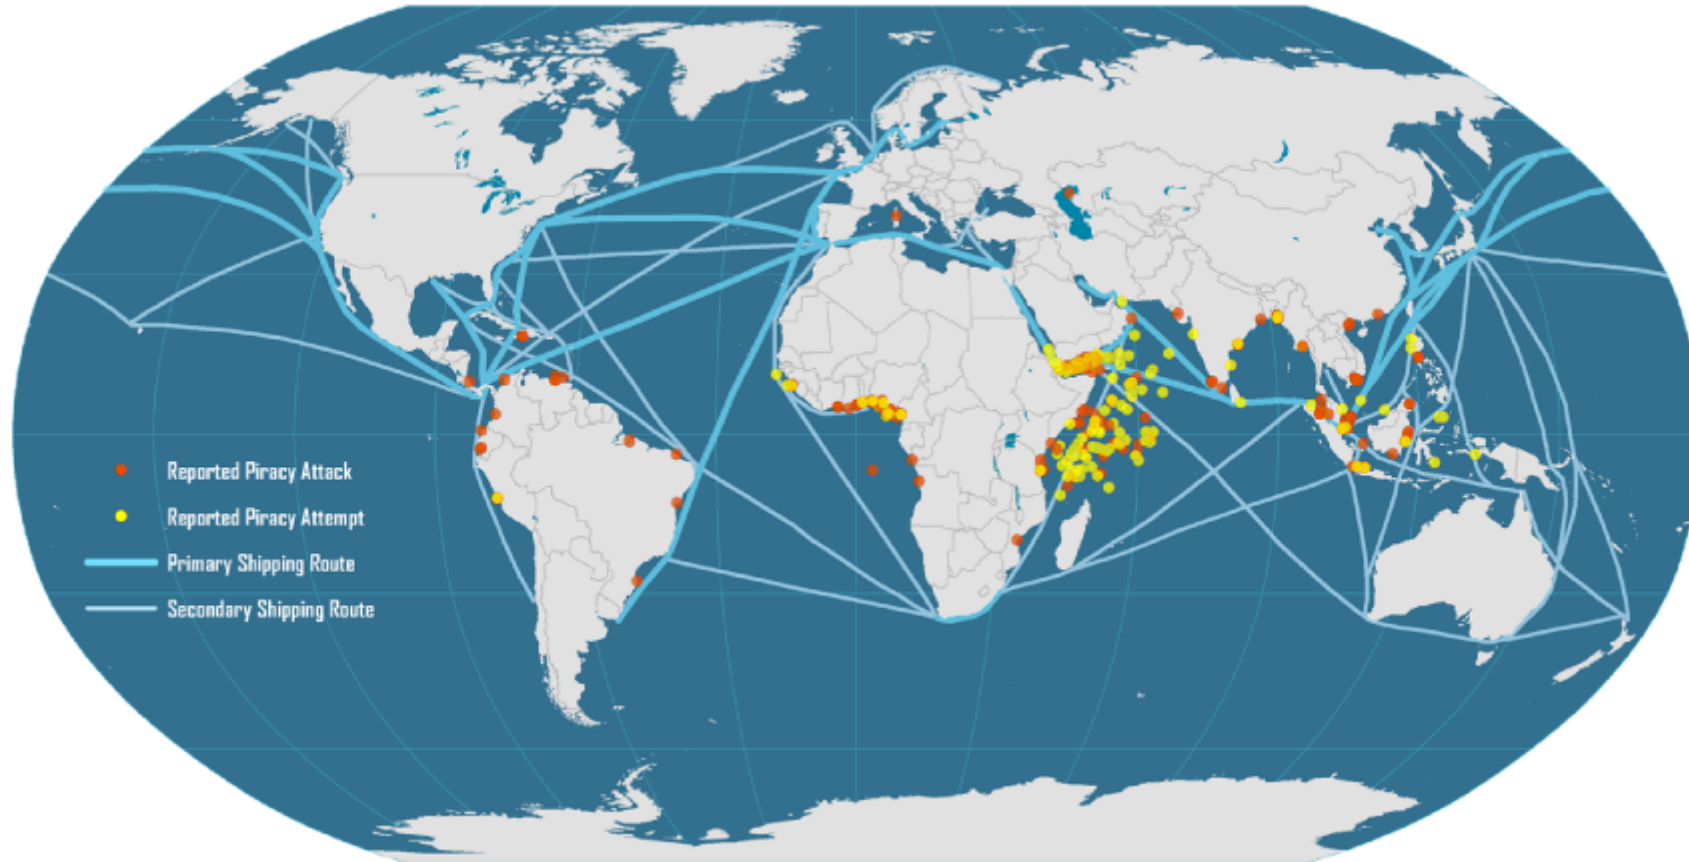 Reported Piracy Attack
Reported Piracy Attempt
Primary Shipping Route
Secondary Shipping Route